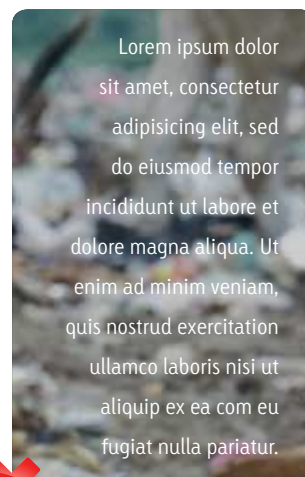 Lorem ipsum dolor
sit amet, consectetur
adipisicing elit, sed
do eiusmod tempor
incididunt ut labore et
dolore magna aliqua. Ut
enim ad minim veniam,
quis nostrud exercitation
ullamco laboris nisi ut
aliquip ex ea com eu
fugiat nulla pariatur.